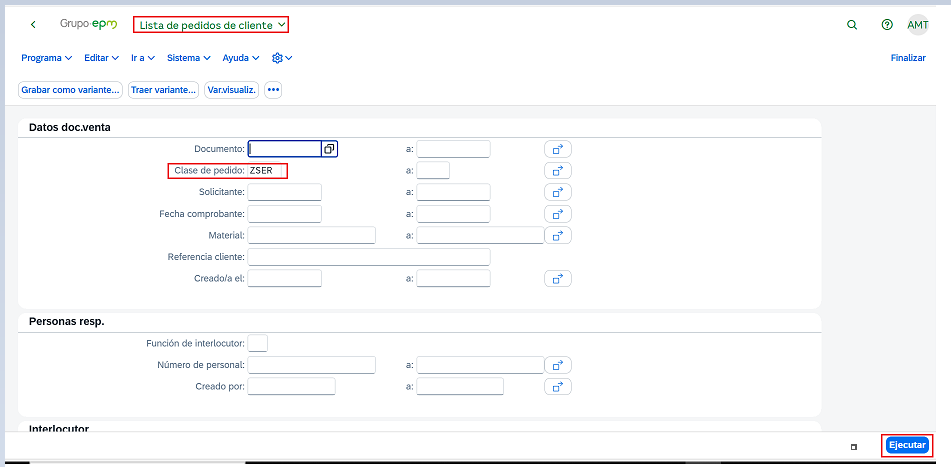 Grupo·epm Lista de pedidos de cliente AMT
Programa Editar Ir a Sistema Ayuda Finalizar
Grabar como variante... Traer variante... Var.visualiz. •••
Datos doc.venta
Documento: a:
Clase de pedido: ZSER a:
Solicitante: a:
Fecha comprobante: a:
Material: a:
Referencia cliente:
Creado/a el: a:
Personas resp.
Función de interlocutor:
Número de personal: a:
Creado por: a:
Interlocutor
Ejecutar